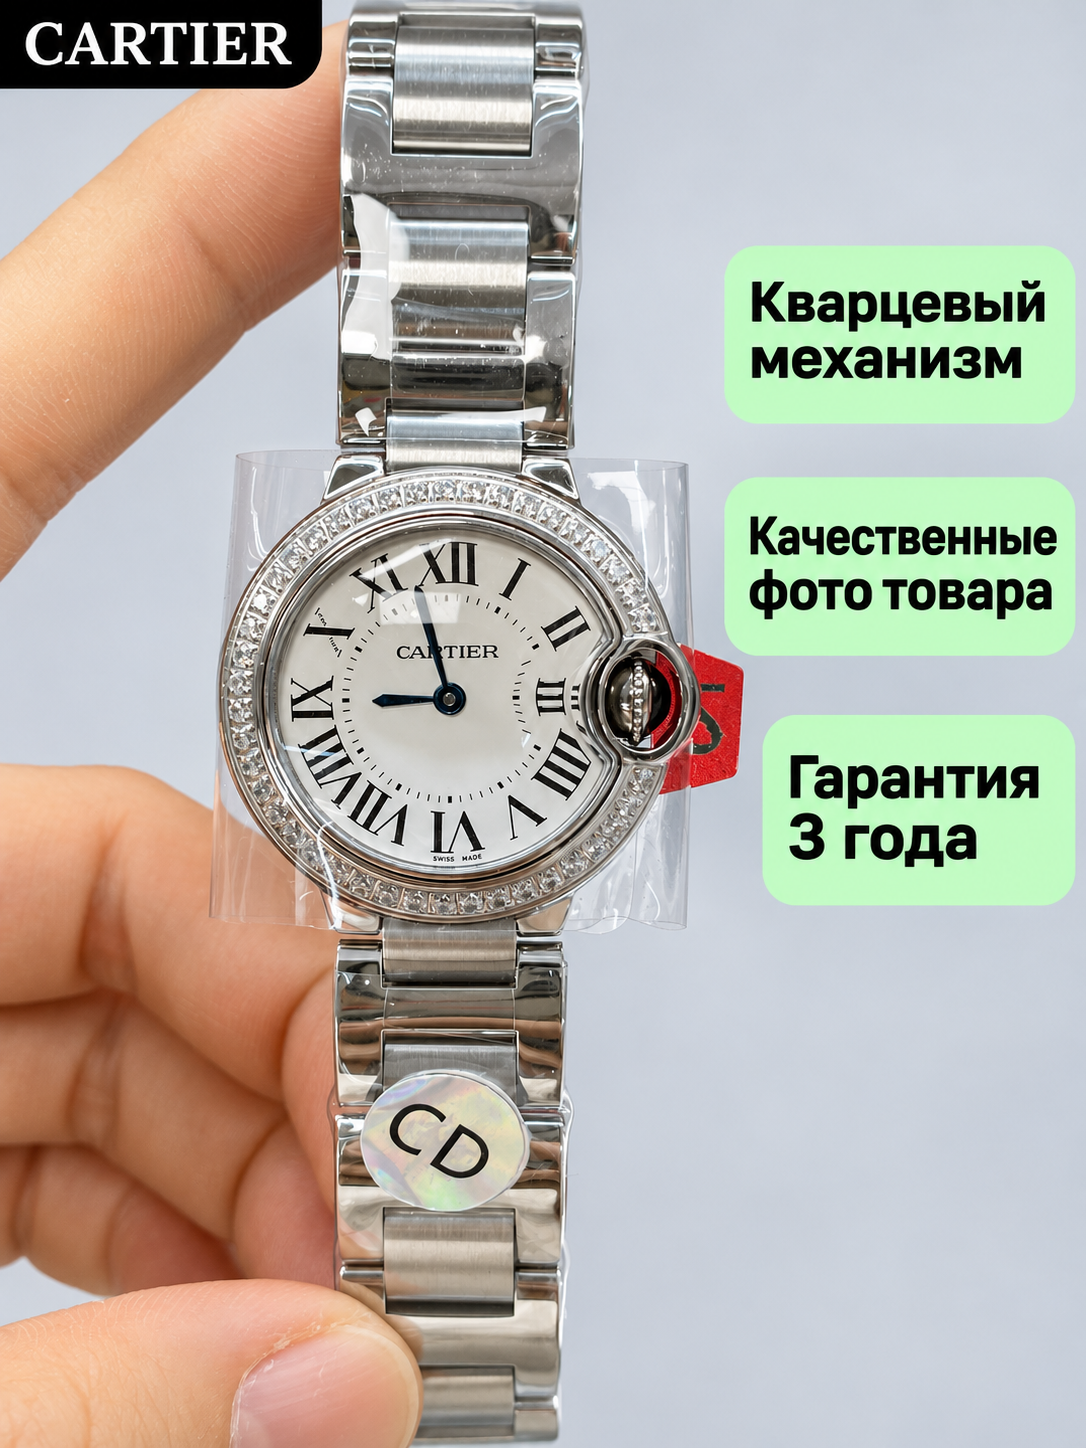 CARTIER
Кварцевый
механизм
Качественные
фото товара
Гарантия
3 года
XII
I
II
III
IIII
V
VI
VII
VIII
IX
X
XI
CARTIER
SWISS MADE
CD